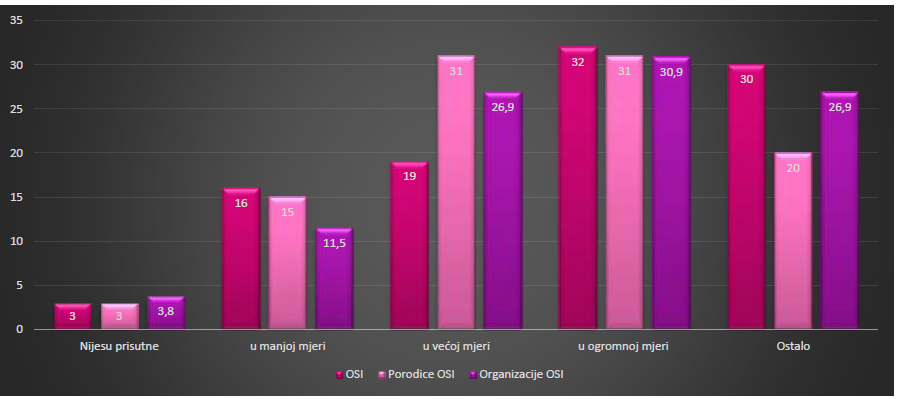 35
30
25
20
15
10
5
0
3 3 3,8
16 15 11,5
19 31 26,9
32 31 30,9
30 20 26,9
Nijesu prisutne u manjoj mjeri u većoj mjeri u ogromnoj mjeri Ostalo
OSI Porodice OSI Organizacije OSI